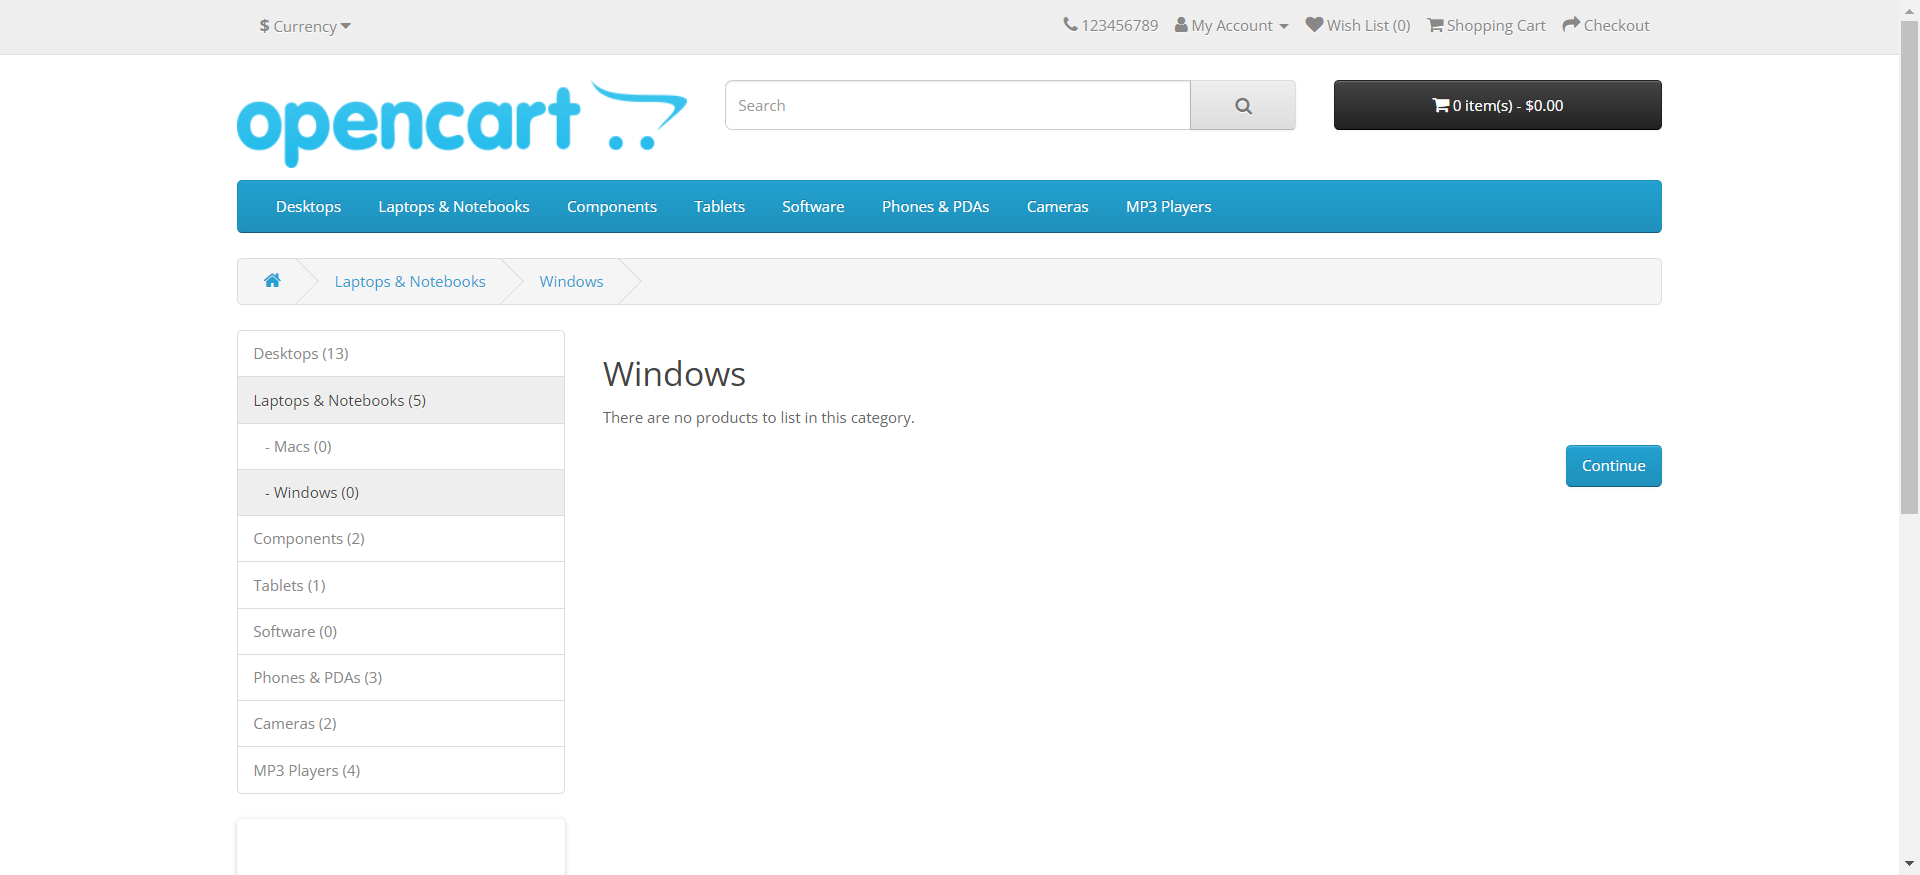 $ Currency
123456789 My Account Wish List (0) Shopping Cart Checkout
opencart
Search
0 item(s) - $0.00
Desktops Laptops & Notebooks Components Tablets Software Phones & PDAs Cameras MP3 Players
Laptops & Notebooks Windows
Desktops (13)
Laptops & Notebooks (5)
- Macs (0)
- Windows (0)
Components (2)
Tablets (1)
Software (0)
Phones & PDAs (3)
Cameras (2)
MP3 Players (4)
Windows
There are no products to list in this category.
Continue